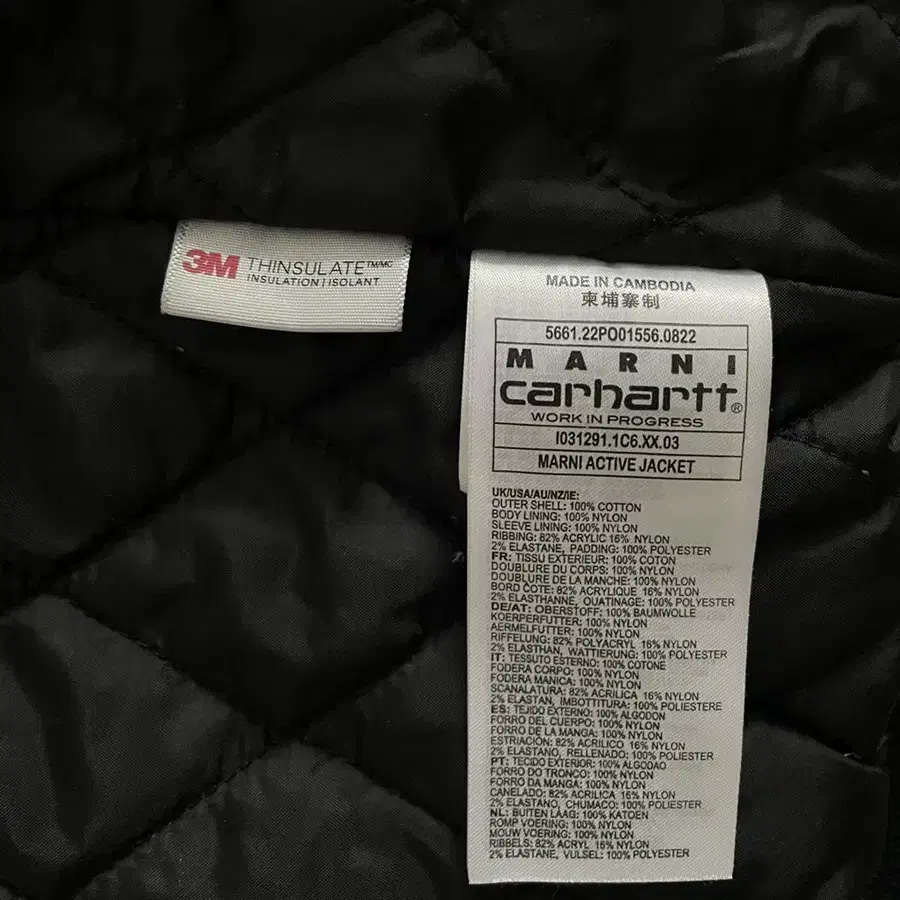 3M THINSULATE™/MC
INSULATION | ISOLANT
MADE IN CAMBODIA
柬埔寨制
5661.22PO01556.0822
MARNI
carhartt®
WORK IN PROGRESS
I031291.1C6.XX.03
MARNI ACTIVE JACKET
UK/USA/AU/NZ/IE:
OUTER SHELL: 100% COTTON
BODY LINING: 100% NYLON
SLEEVE LINING: 100% NYLON
RIBBING: 82% ACRYLIC 16% NYLON
2% ELASTANE, PADDING: 100% POLYESTER
FR: TISSU EXTERIEUR: 100% COTON
DOUBLURE DU CORPS: 100% NYLON
DOUBLURE DE LA MANCHE: 100% NYLON
BORD COTE: 82% ACRYLIQUE 16% NYLON
2% ELASTHANNE, OUATINAGE: 100% POLYESTER
DE/AT: OBERSTOFF: 100% BAUMWOLLE
KOERPERFUTTER: 100% NYLON
AERMELFUTTER: 100% NYLON
RIFFELUNG: 82% POLYACRYL 16% NYLON
2% ELASTHAN, WATTIERUNG: 100% POLYESTER
IT: TESSUTO ESTERNO: 100% COTONE
FODERA CORPO: 100% NYLON
FODERA MANICA: 100% NYLON
SCANALATURA: 82% ACRILICA 16% NYLON
2% ELASTAN, IMBOTTITURA: 100% POLIESTERE
ES: TEJIDO EXTERNO: 100% ALGODON
FORRO DEL CUERPO: 100% NYLON
FORRO DE LA MANGA: 100% NYLON
ESTRIACIÓN: 82% ACRILICO 16% NYLON
2% ELASTANO, RELLENADO: 100% POLIESTER
PT: TECIDO EXTERIOR: 100% ALGODAO
FORRO DO TRONCO: 100% NYLON
FORRO DA MANGA: 100% NYLON
CANELADO: 82% ACRILICA 16% NYLON
2% ELASTANO, CHUMACO: 100% POLIESTER
NL: BUITEN LAAG: 100% KATOEN
ROMP VOERING: 100% NYLON
MOUW VOERING: 100% NYLON
RIBBELS: 82% ACRYL 16% NYLON
2% ELASTANE, VULSEL: 100% POLYESTER